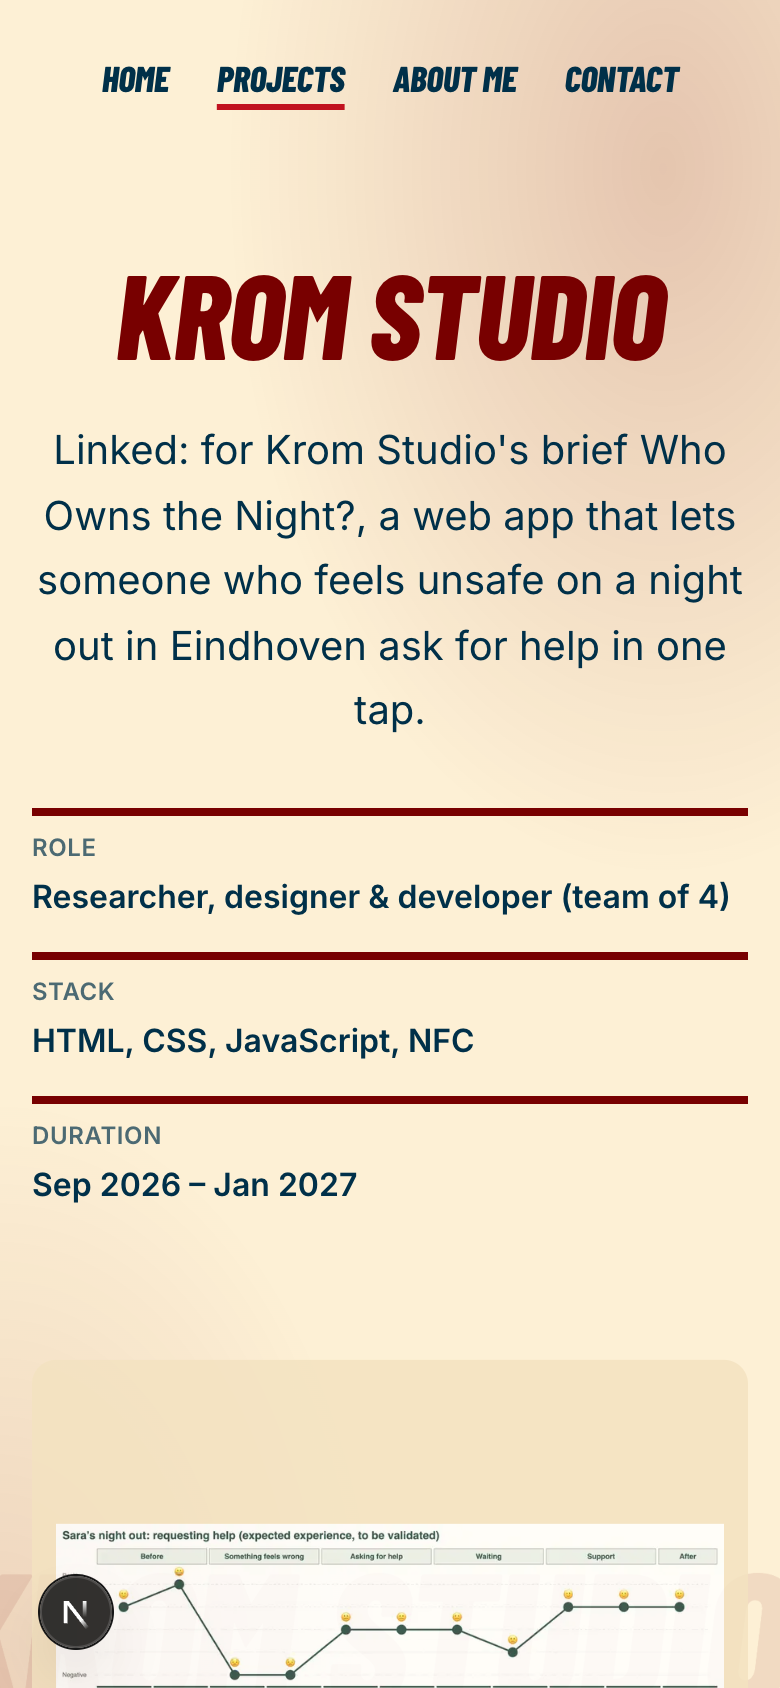 HOME PROJECTS ABOUT ME CONTACT
KROM STUDIO
Linked: for Krom Studio's brief Who
Owns the Night?, a web app that lets
someone who feels unsafe on a night
out in Eindhoven ask for help in one
tap.
ROLE
Researcher, designer & developer (team of 4)
STACK
HTML, CSS, JavaScript, NFC
DURATION
Sep 2026 – Jan 2027
Sara's night out: requesting help (expected experience, to be validated)
Before Something feels wrong Asking for help Waiting Support After
N
Negative